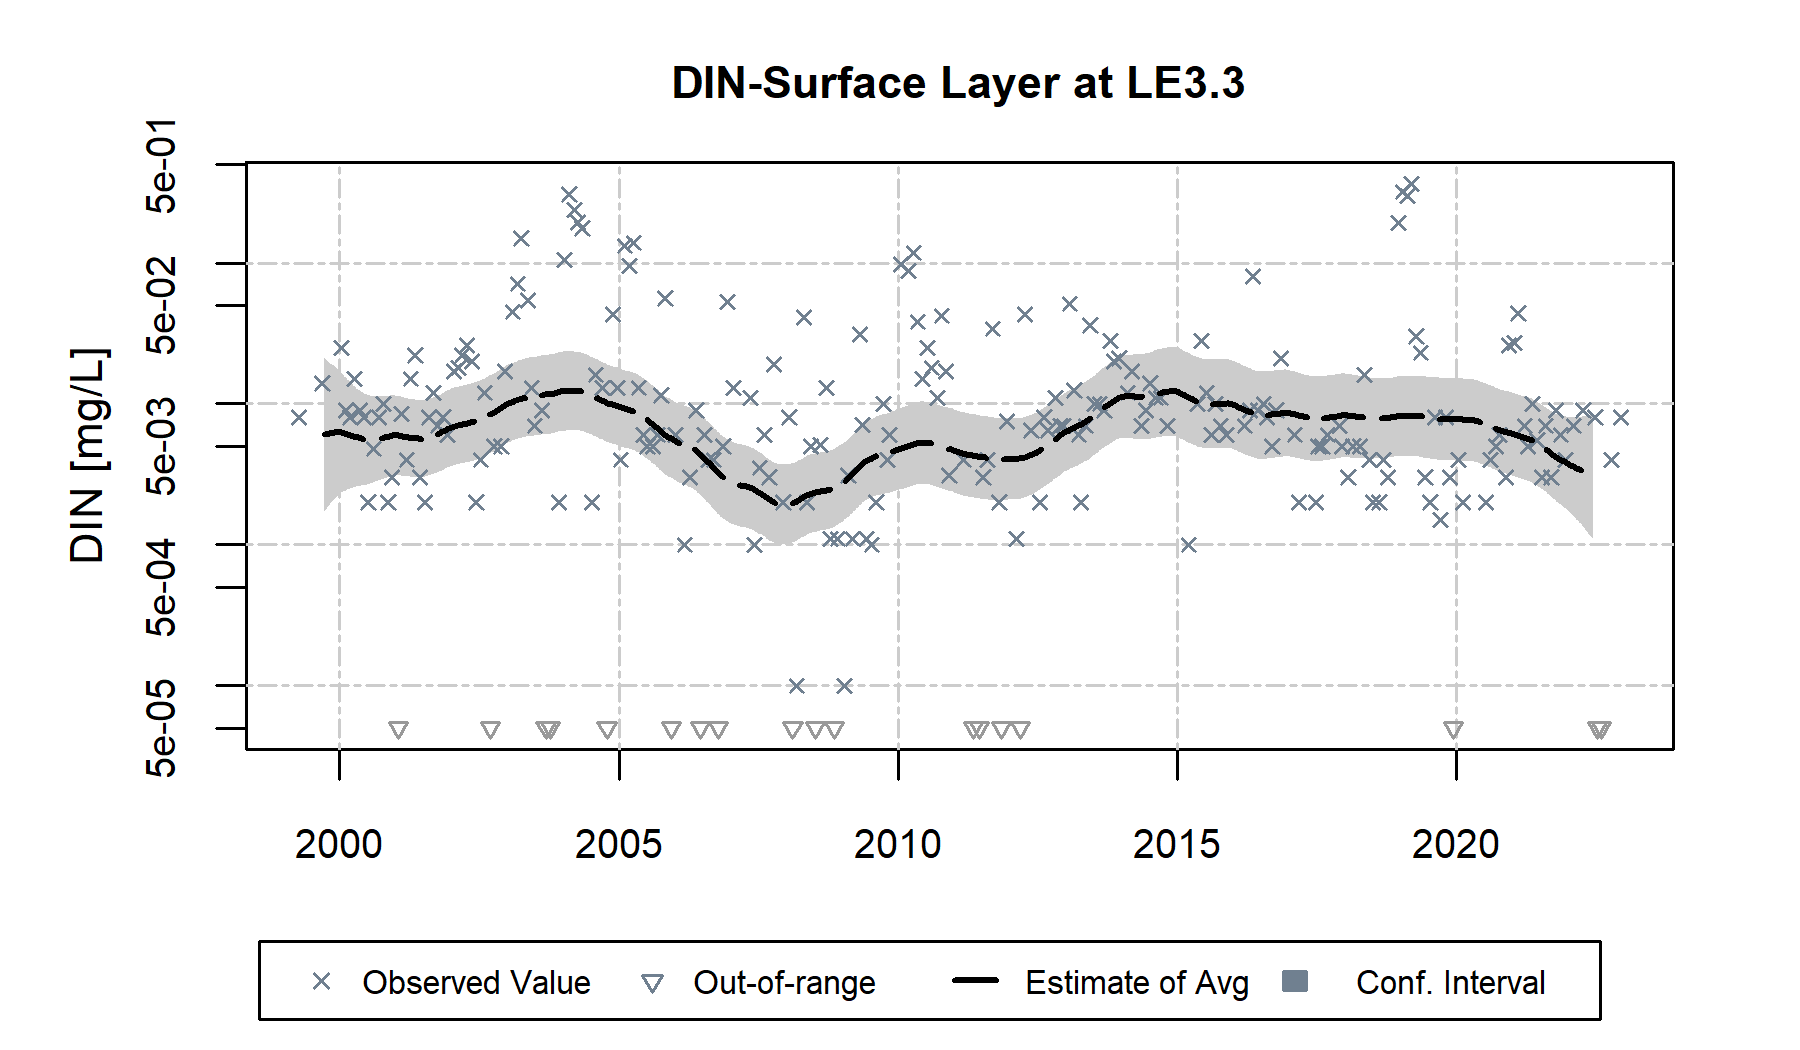 DIN-Surface Layer at LE3.3
DIN [mg/L]
5e-01
5e-02
5e-03
5e-04
5e-05
2000 2005 2010 2015 2020
Observed Value Out-of-range Estimate of Avg Conf. Interval